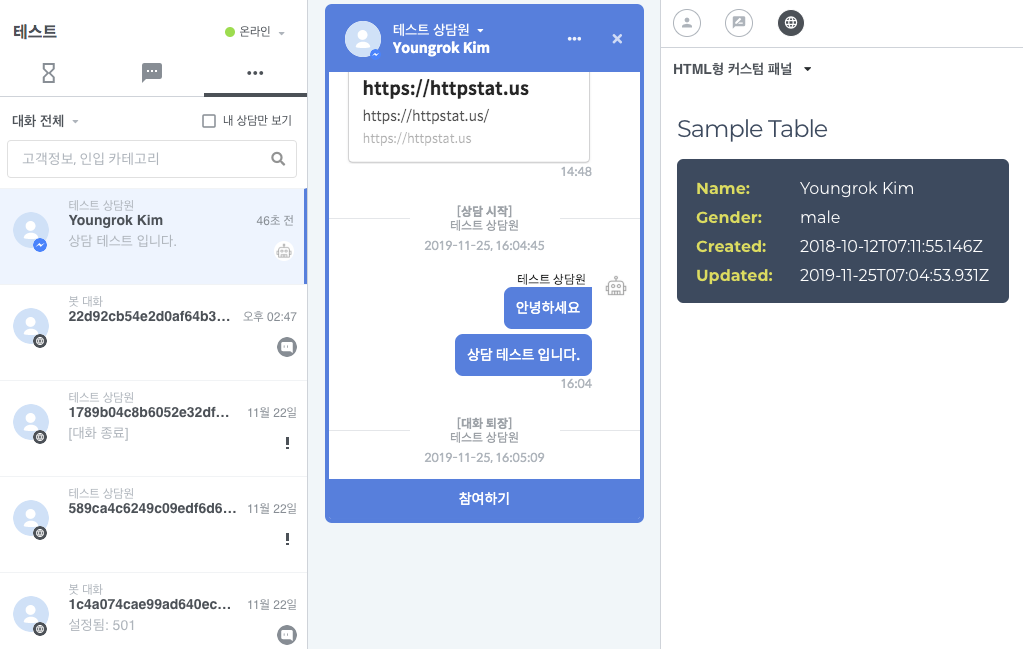 테스트
온라인
대화 전체
내 상담만 보기
고객정보, 인입 카테고리
테스트 상담원
Youngrok Kim
46초 전
상담 테스트 입니다.
봇 대화
22d92cb54e2d0af64b3...
오후 02:47
테스트 상담원
1789b04c8b6052e32df...
11월 22일
[대화 종료]
테스트 상담원
589ca4c6249c09edf6d6...
11월 22일
봇 대화
1c4a074cae99ad640ec...
11월 22일
설정됨: 501
테스트 상담원
Youngrok Kim
https://httpstat.us
https://httpstat.us/
https://httpstat.us
14:48
[상담 시작]
테스트 상담원
2019-11-25, 16:04:45
테스트 상담원
안녕하세요
상담 테스트 입니다.
16:04
[대화 퇴장]
테스트 상담원
2019-11-25, 16:05:09
참여하기
HTML형 커스텀 패널
Sample Table
Name: Youngrok Kim
Gender: male
Created: 2018-10-12T07:11:55.146Z
Updated: 2019-11-25T07:04:53.931Z